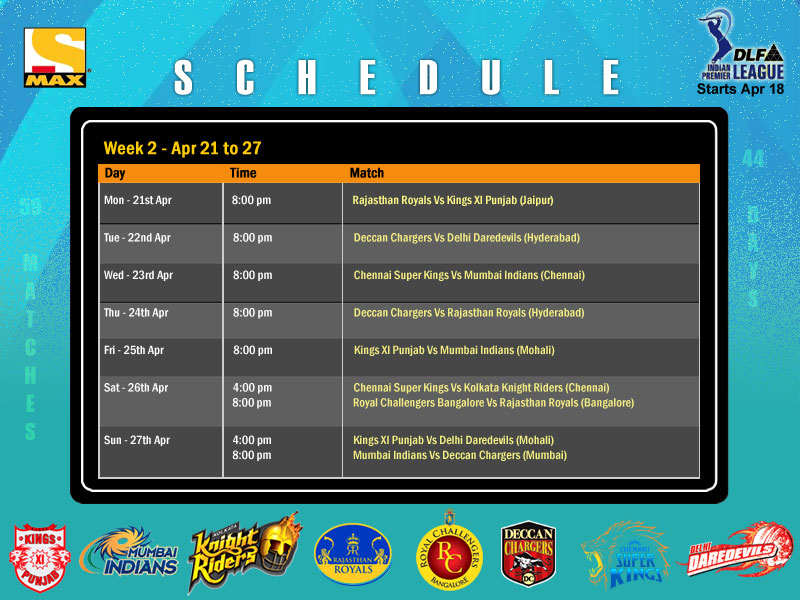 S MAX
SCHEDULE
DLF
INDIAN
PREMIER LEAGUE
Starts Apr 18
Week 2 - Apr 21 to 27
Day Time Match
Mon - 21st Apr 8:00 pm Rajasthan Royals Vs Kings XI Punjab (Jaipur)
Tue - 22nd Apr 8:00 pm Deccan Chargers Vs Delhi Daredevils (Hyderabad)
Wed - 23rd Apr 8:00 pm Chennai Super Kings Vs Mumbai Indians (Chennai)
Thu - 24th Apr 8:00 pm Deccan Chargers Vs Rajasthan Royals (Hyderabad)
Fri - 25th Apr 8:00 pm Kings XI Punjab Vs Mumbai Indians (Mohali)
Sat - 26th Apr 4:00 pm Chennai Super Kings Vs Kolkata Knight Riders (Chennai)
8:00 pm Royal Challengers Bangalore Vs Rajasthan Royals (Bangalore)
Sun - 27th Apr 4:00 pm Kings XI Punjab Vs Delhi Daredevils (Mohali)
8:00 pm Mumbai Indians Vs Deccan Chargers (Mumbai)
59 MATCHES
44 DAYS
KINGS XI PUNJAB
MUMBAI INDIANS
KOLKATA Knight Riders
RR RAJASTHAN ROYALS
ROYAL CHALLENGERS RC BANGALORE
DECCAN CHARGERS DC
CHENNAI SUPER KINGS
DELHI DAREDEVILS